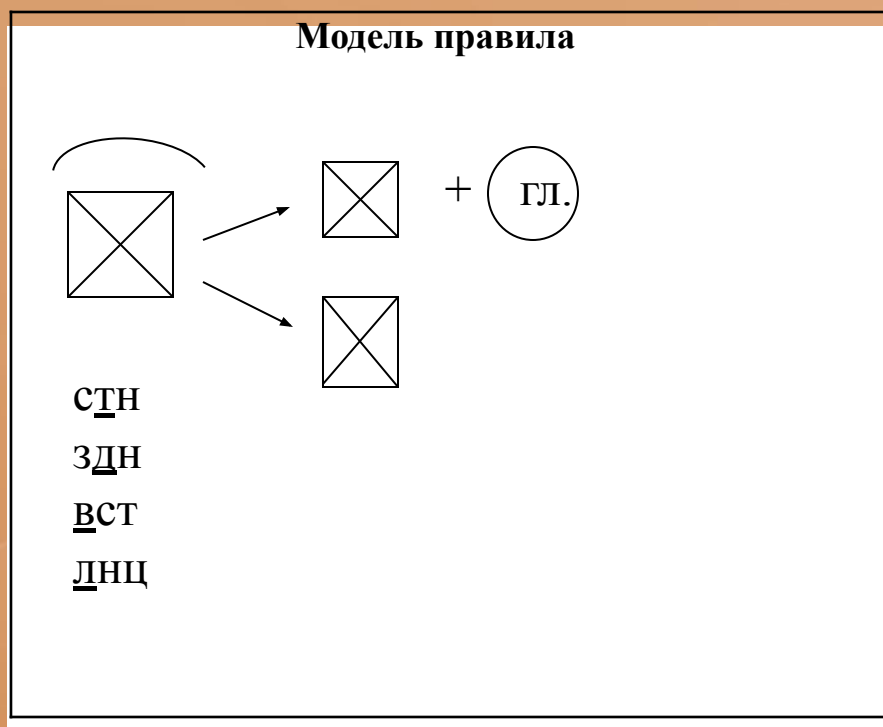 Модель правила
+ гл.
стн
здн
вст
лнц